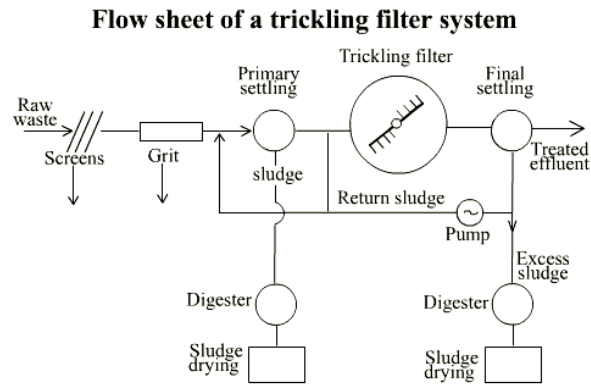 Flow sheet of a trickling filter system
Trickling filter
Primary
settling
Final
settling
Raw
waste
Screens
Grit
sludge
Treated
effluent
Return sludge
Pump
Excess
sludge
Digester
Digester
Sludge
drying
Sludge
drying